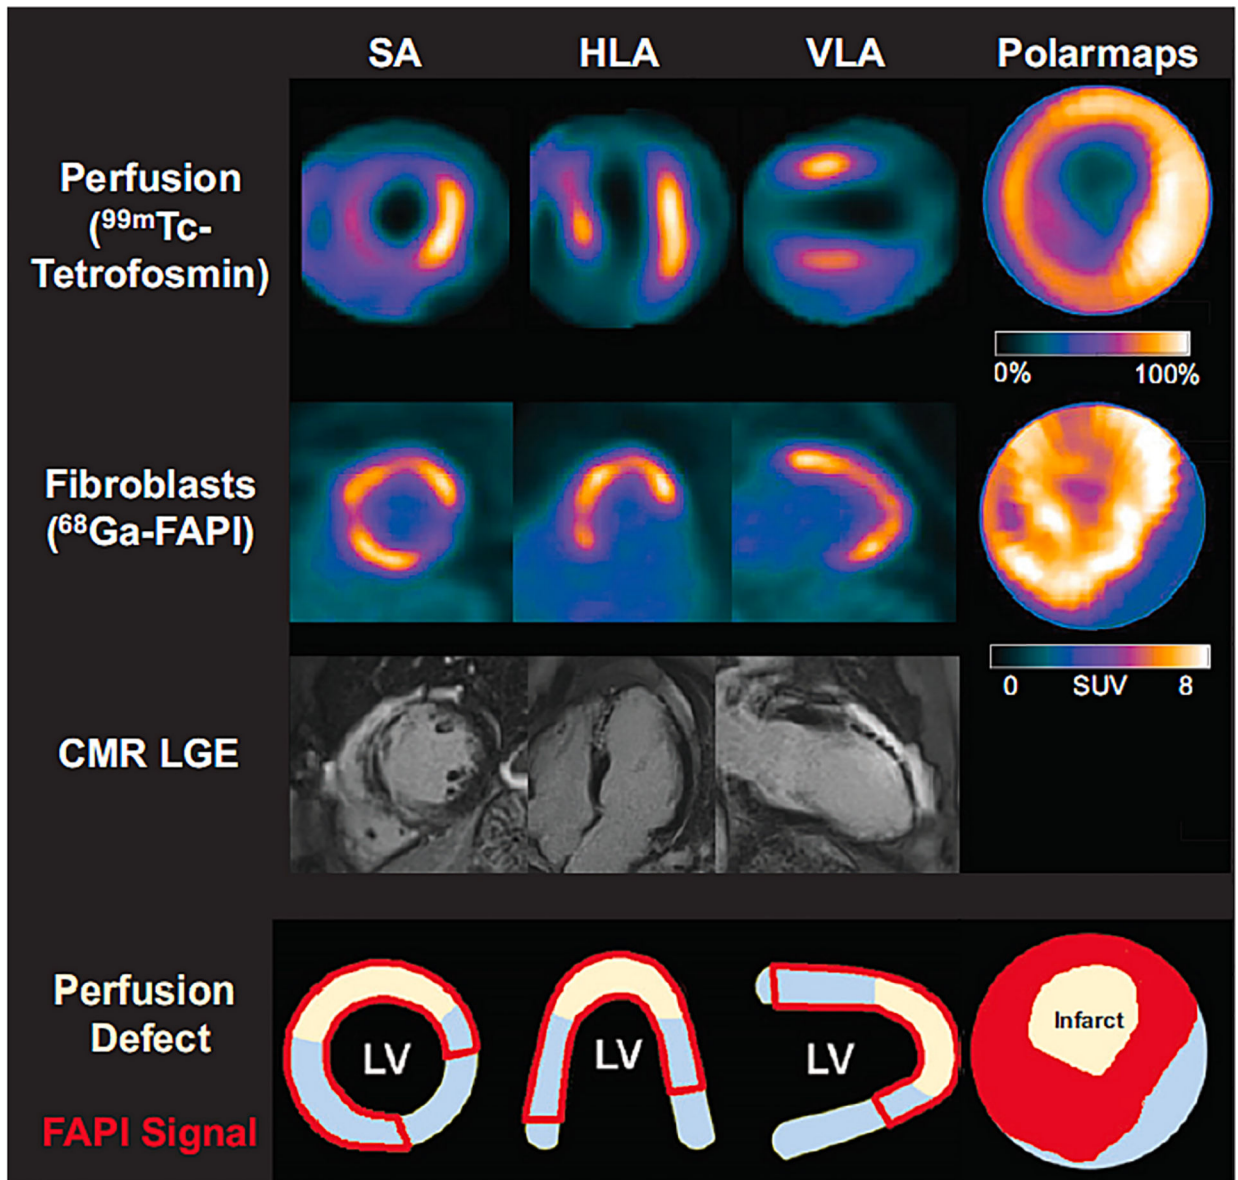 SA HLA VLA Polarmaps
Perfusion
(⁹⁹ᵐTc-
Tetrofosmin)
0% 100%
Fibroblasts
(⁶⁸Ga-FAPI)
0 SUV 8
CMR LGE
Perfusion
Defect
FAPI Signal
LV LV LV Infarct